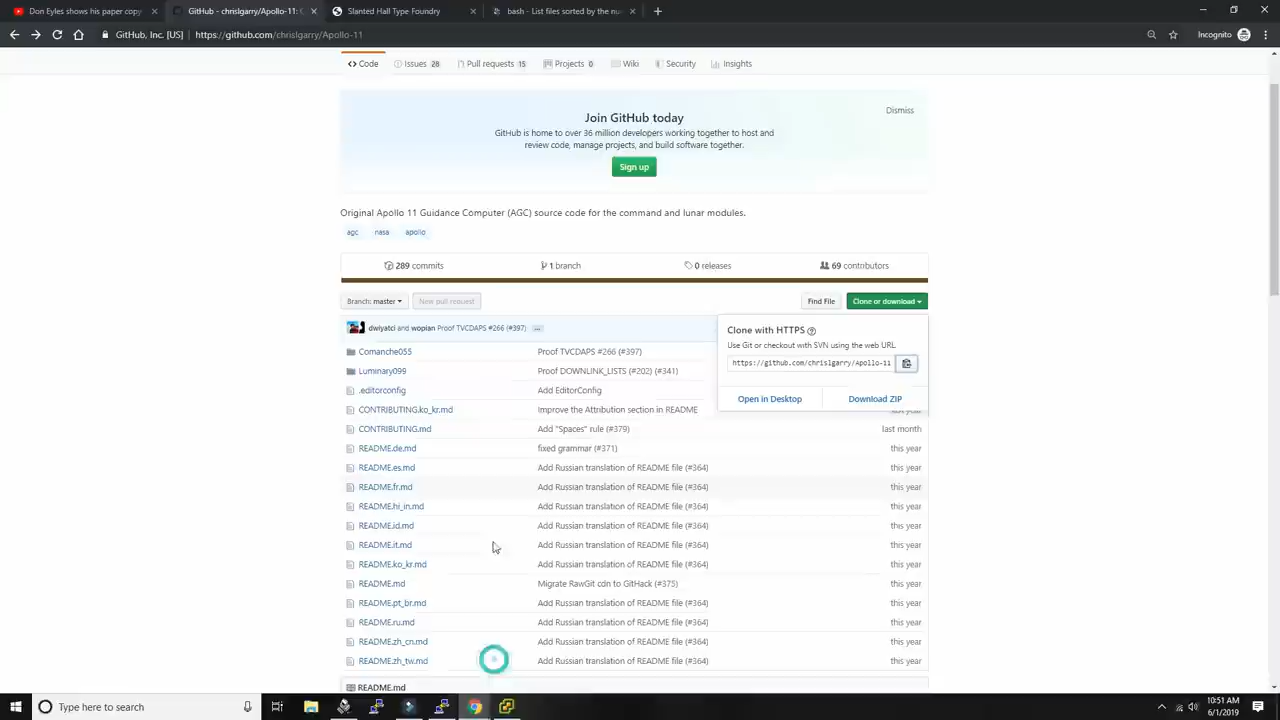 Don Eyles shows us his paper copy
GitHub - chrislgarry/Apollo-11: O
Slanted Hall Type Foundry
bash - List files sorted by the nu
GitHub, Inc. [US] | https://github.com/chrislgarry/Apollo-11
Incognito
Code Issues 28 Pull requests 15 Projects 0 Wiki Security Insights
Join GitHub today
Dismiss
GitHub is home to over 36 million developers working together to host and
review code, manage projects, and build software together.
Sign up
Original Apollo 11 Guidance Computer (AGC) source code for the command and lunar modules.
agc nasa apollo
289 commits 1 branch 0 releases 69 contributors
Branch: master New pull request Find File Clone or download
dwiyatci and wopian Proof TVCDAPS #266 (#397) ...
Clone with HTTPS
Use Git or checkout with SVN using the web URL.
https://github.com/chrislgarry/Apollo-11
Open in Desktop Download ZIP
Comanche055 Proof TVCDAPS #266 (#397)
Luminary099 Proof DOWNLINK_LISTS (#202) (#341)
.editorconfig Add EditorConfig
CONTRIBUTING.ko_kr.md Improve the Attribution section in README last year
CONTRIBUTING.md Add "Spaces" rule (#379) last month
README.de.md fixed grammar (#371) this year
README.es.md Add Russian translation of README file (#364) this year
README.fr.md Add Russian translation of README file (#364) this year
README.hi_in.md Add Russian translation of README file (#364) this year
README.id.md Add Russian translation of README file (#364) this year
README.it.md Add Russian translation of README file (#364) this year
README.ko_kr.md Add Russian translation of README file (#364) this year
README.md Migrate RawGit cdn to GitHack (#375) this year
README.pt_br.md Add Russian translation of README file (#364) this year
README.ru.md Add Russian translation of README file (#364) this year
README.zh_cn.md Add Russian translation of README file (#364) this year
README.zh_tw.md Add Russian translation of README file (#364) this year
README.md
Type here to search
10:51 AM
6/1/2019